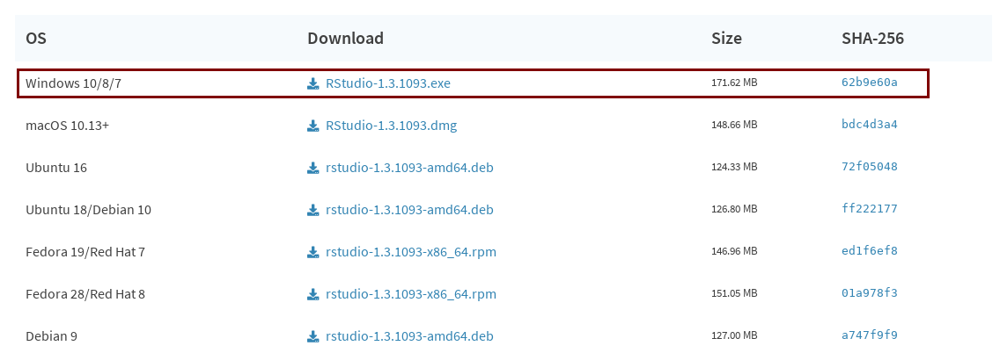 OS Download Size SHA-256
Windows 10/8/7 RStudio-1.3.1093.exe 171.62 MB 62b9e60a
macOS 10.13+ RStudio-1.3.1093.dmg 148.66 MB bdc4d3a4
Ubuntu 16 rstudio-1.3.1093-amd64.deb 124.33 MB 72f05048
Ubuntu 18/Debian 10 rstudio-1.3.1093-amd64.deb 126.80 MB ff222177
Fedora 19/Red Hat 7 rstudio-1.3.1093-x86_64.rpm 146.96 MB ed1f6ef8
Fedora 28/Red Hat 8 rstudio-1.3.1093-x86_64.rpm 151.05 MB 01a978f3
Debian 9 rstudio-1.3.1093-amd64.deb 127.00 MB a747f9f9